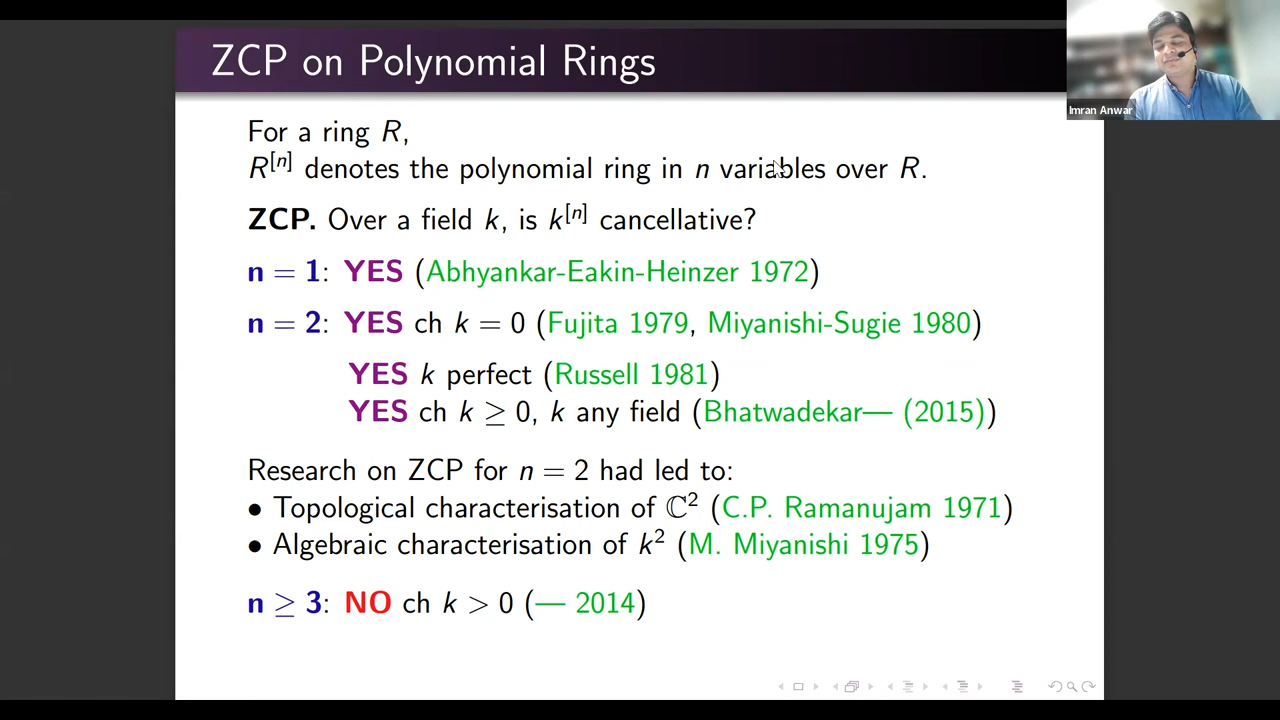 ZCP on Polynomial Rings
Imran Anwar
For a ring R,
R^[n] denotes the polynomial ring in n variables over R.
ZCP. Over a field k, is k^[n] cancellative?
n = 1: YES (Abhyankar-Eakin-Heinzer 1972)
n = 2: YES ch k = 0 (Fujita 1979, Miyanishi-Sugie 1980)
YES k perfect (Russell 1981)
YES ch k ≥ 0, k any field (Bhatwadekar— (2015))
Research on ZCP for n = 2 had led to:
• Topological characterisation of ℂ² (C.P. Ramanujam 1971)
• Algebraic characterisation of k² (M. Miyanishi 1975)
n ≥ 3: NO ch k > 0 (— 2014)